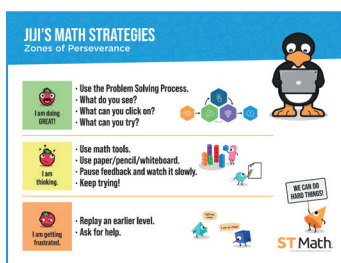 JIJI'S MATH STRATEGIES
Zones of Perseverance
I am doing
GREAT!
· Use the Problem Solving Process.
· What do you see?
· What can you click on?
· What can you try?
I am
thinking.
· Use math tools.
· Use paper/pencil/whiteboard.
· Pause feedback and watch it slowly.
· Keep trying!
I am getting
frustrated.
· Replay an earlier level.
· Ask for help.
WE CAN DO
HARD THINGS!
ST Math